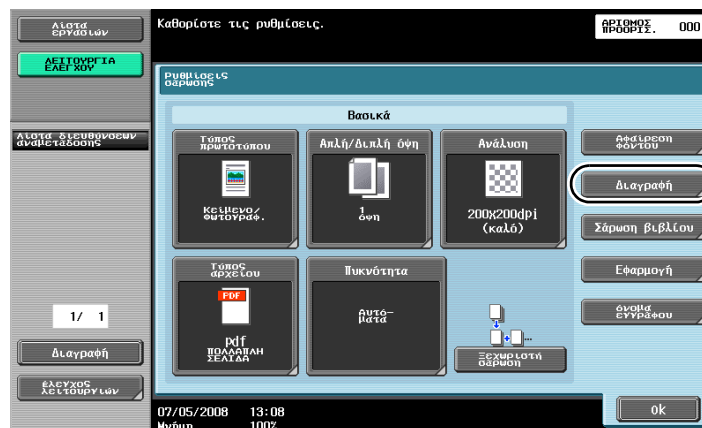 Λίστα
εργασιών
Καθορίστε τις ρυθμίσεις.
ΑΡΙΘΜΟΣ
ΠΡΟΟΡΙΣ.
000
ΛΕΙΤΟΥΡΓΙΑ
ΕΛΕΓΧΟΥ
Ρυθμίσεις
σάρωσης
Βασικά
Λίστα διευθύνσεων
αναμετάδοσης
Τύπος
πρωτοτύπου
Απλή/Διπλή όψη
Ανάλυση
Αφαίρεση
φόντου
Κείμενο/
Φωτογραφ.
1
όψη
200X200dpi
(καλό)
Διαγραφή
Σάρωση βιβλίου
Τύπος
αρχείου
Πυκνότητα
Εφαρμογή
PDF
pdf
ΠΟΛΛΑΠΛΗ
ΣΕΛΙΔΑ
Αυτό-
ματα
όνομα
εγγράφου
1/ 1
Διαγραφή
Ξεχωριστή
σάρωση
έλεγχος
λειτουργιών
07/05/2008 13:08
Μνήμη 100%
ok